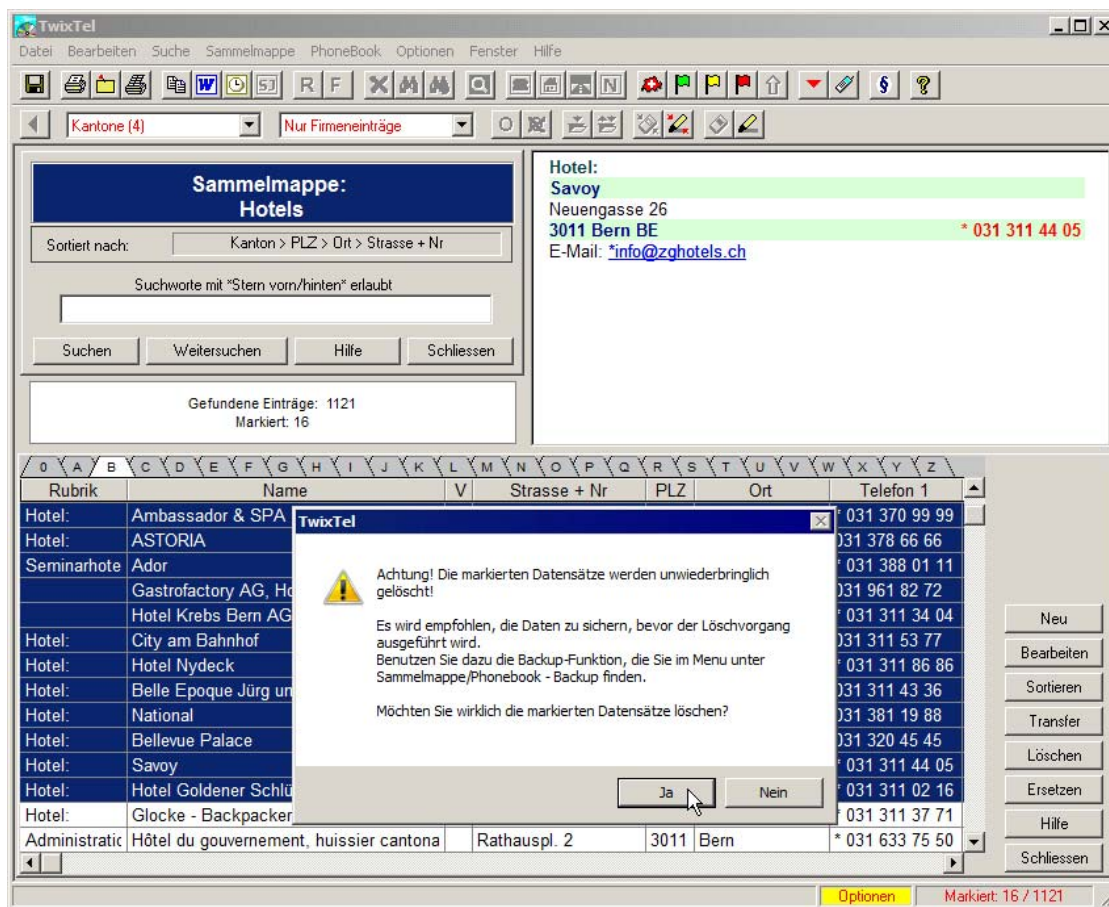 TwixTel
Datei Bearbeiten Suche Sammelmappe PhoneBook Optionen Fenster Hilfe
W SJ R F N § ?
Kantone (4) Nur Firmeneinträge O
Sammelmappe:
Hotels
Sortiert nach: Kanton > PLZ > Ort > Strasse + Nr
Suchworte mit *Stern vorn/hinten* erlaubt
Suchen Weitersuchen Hilfe Schliessen
Gefundene Einträge: 1121
Markiert: 16
Hotel:
Savoy
Neuengasse 26
3011 Bern BE * 031 311 44 05
E-Mail: *info@zghotels.ch
0 A B C D E F G H I J K L M N O P Q R S T U V W X Y Z
Rubrik Name V Strasse + Nr PLZ Ort Telefon 1
Hotel: Ambassador & SPA * 031 370 99 99
Hotel: ASTORIA 031 378 66 66
Seminarhote Ador * 031 388 01 11
Gastrofactory AG, Ho 031 961 82 72
Hotel Krebs Bern AG * 031 311 34 04
Hotel: City am Bahnhof 031 311 53 77
Hotel: Hotel Nydeck * 031 311 86 86
Hotel: Belle Epoque Jürg un 031 311 43 36
Hotel: National 031 381 19 88
Hotel: Bellevue Palace 031 320 45 45
Hotel: Savoy * 031 311 44 05
Hotel: Hotel Goldener Schlü * 031 311 02 16
Hotel: Glocke - Backpacker * 031 311 37 71
Administratic Hôtel du gouvernement, huissier cantona Rathauspl. 2 3011 Bern * 031 633 75 50
TwixTel
Achtung! Die markierten Datensätze werden unwiederbringlich
gelöscht!
Es wird empfohlen, die Daten zu sichern, bevor der Löschvorgang
ausgeführt wird.
Benutzen Sie dazu die Backup-Funktion, die Sie im Menu unter
Sammelmappe/Phonebook - Backup finden.
Möchten Sie wirklich die markierten Datensätze löschen?
Ja Nein
Neu
Bearbeiten
Sortieren
Transfer
Löschen
Ersetzen
Hilfe
Schliessen
Optionen Markiert: 16 / 1121